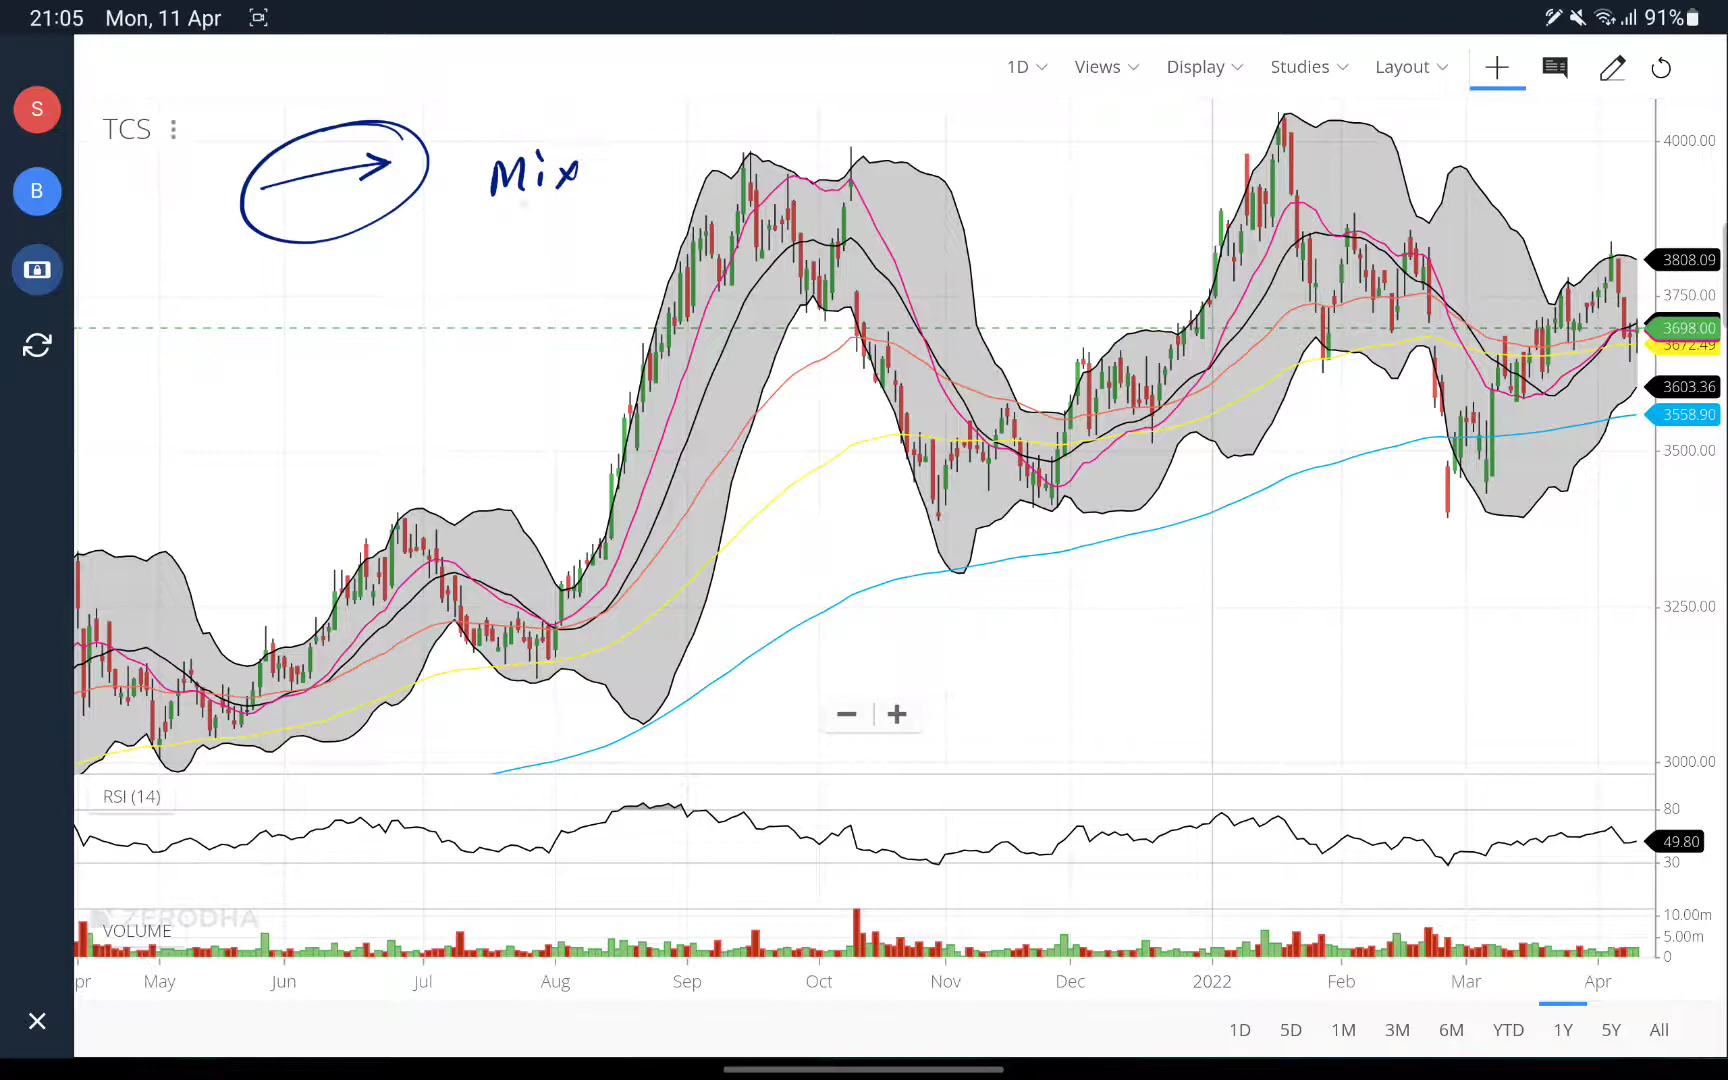 21:05 Mon, 11 Apr 91%
1D Views Display Studies Layout
S
B
TCS
Mix
4000.00
3808.09
3750.00
3698.00
3672.49
3603.36
3558.90
3500.00
3250.00
3000.00
RSI (14)
80
49.80
30
ZERODHA
VOLUME
10.00m
5.00m
0
pr May Jun Jul Aug Sep Oct Nov Dec 2022 Feb Mar Apr
1D 5D 1M 3M 6M YTD 1Y 5Y All